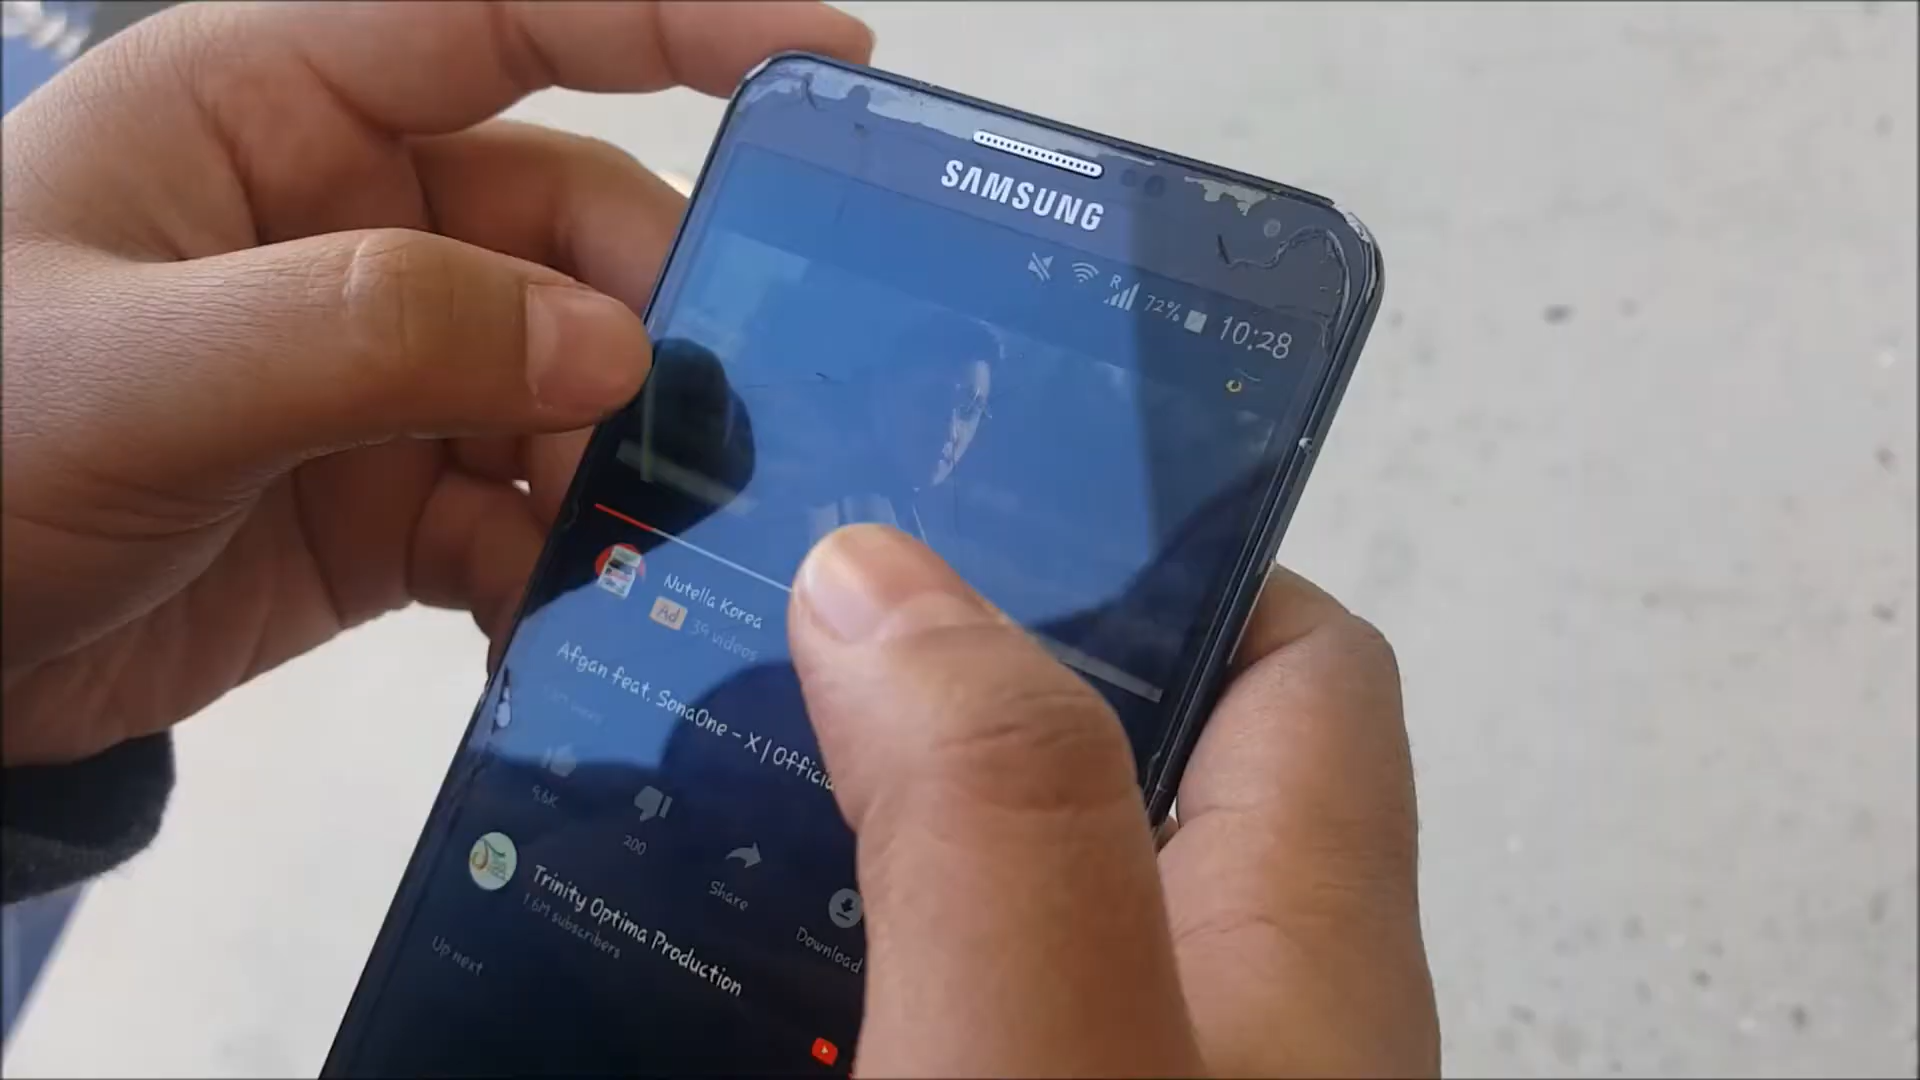 SAMSUNG
R 72% 10:28
Nutella Korea
Ad 39 videos
Afgan feat. SonaOne - X | Official
9.6K
200
Share
Download
Trinity Optima Production
1.6M subscribers
Up next